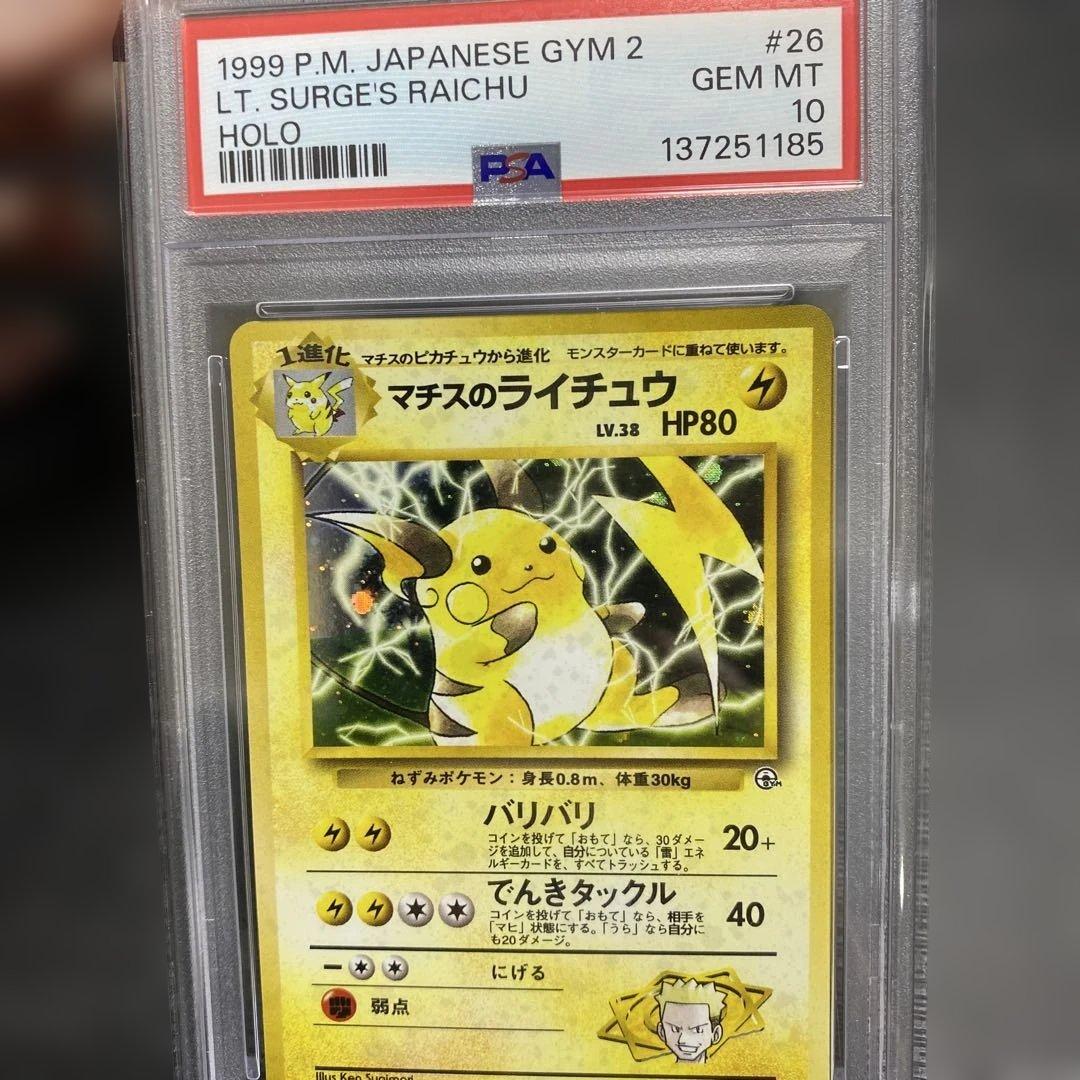 1999 P.M. JAPANESE GYM 2 #26
LT. SURGE'S RAICHU GEM MT
HOLO 10
137251185
PSA
1進化 マチスのピカチュウから進化 モンスターカードに重ねて使います。
マチスのライチュウ
LV.38 HP80
ねずみポケモン：身長0.8m、体重30kg
GYM
バリバリ
コインを投げて「おもて」なら、30ダメー
ジを追加して、自分についている「雷」エネ
ルギーカードを、すべてトラッシュする。
20+
でんきタックル
コインを投げて「おもて」なら、相手を
「マヒ」状態にする。「うら」なら自分に
も20ダメージ。
40
にげる
弱点
Illus.Ken Sugimori